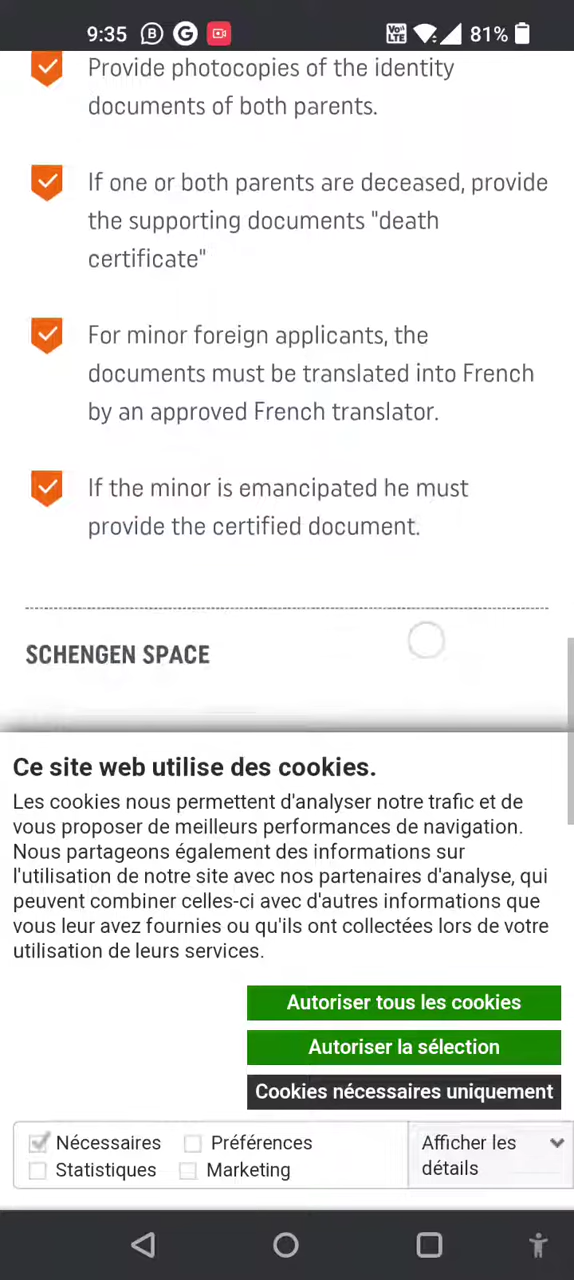 9:35
Vo
LTE
81%
Provide photocopies of the identity
documents of both parents.
If one or both parents are deceased, provide
the supporting documents "death
certificate"
For minor foreign applicants, the
documents must be translated into French
by an approved French translator.
If the minor is emancipated he must
provide the certified document.
SCHENGEN SPACE
Ce site web utilise des cookies.
Les cookies nous permettent d'analyser notre trafic et de
vous proposer de meilleurs performances de navigation.
Nous partageons également des informations sur
l'utilisation de notre site avec nos partenaires d'analyse, qui
peuvent combiner celles-ci avec d'autres informations que
vous leur avez fournies ou qu'ils ont collectées lors de votre
utilisation de leurs services.
Autoriser tous les cookies
Autoriser la sélection
Cookies nécessaires uniquement
Nécessaires Préférences
Statistiques Marketing
Afficher les
détails